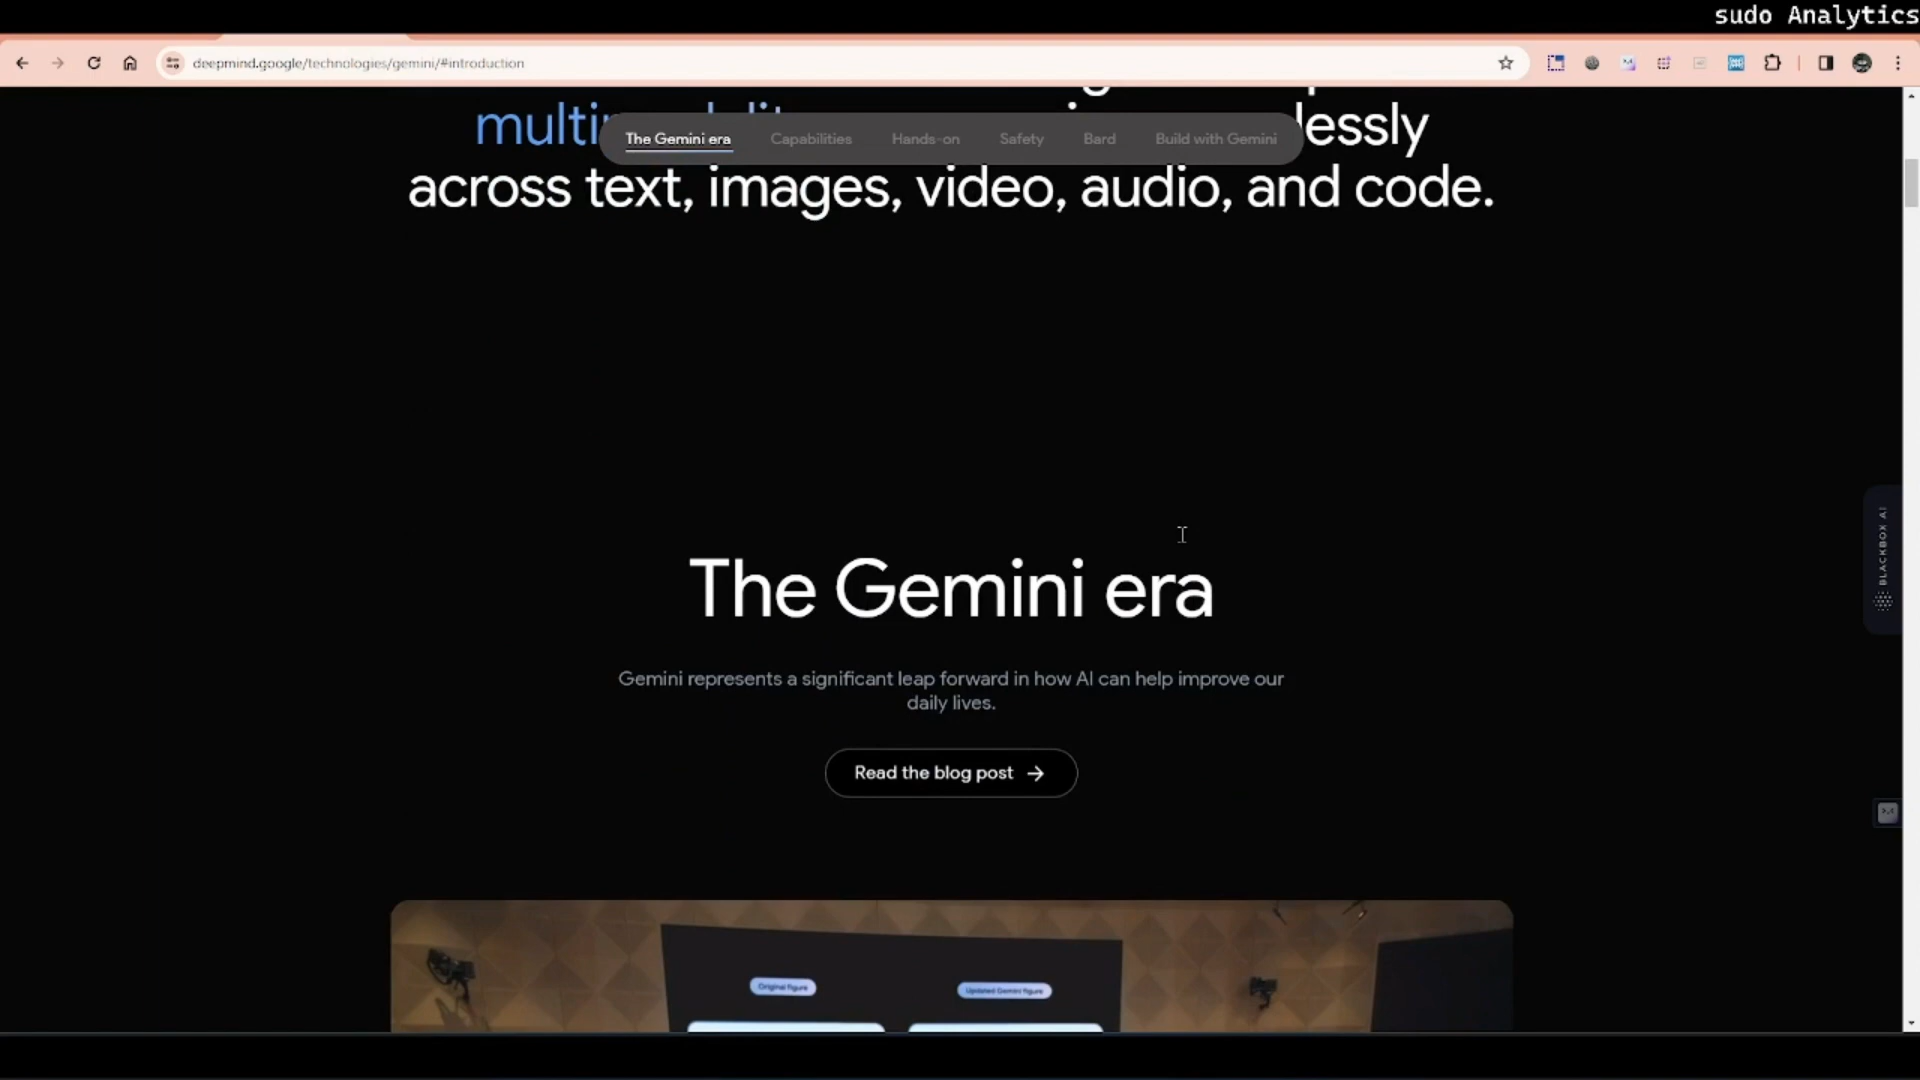 sudo Analytics
deepmind.google/technologies/gemini/#introduction
lessly
The Gemini era Capabilities Hands-on Safety Bard Build with Gemini
across text, images, video, audio, and code.
BLACKBOX AI
The Gemini era
Gemini represents a significant leap forward in how AI can help improve our
daily lives.
Read the blog post →
Original figure
Updated Gemini figure